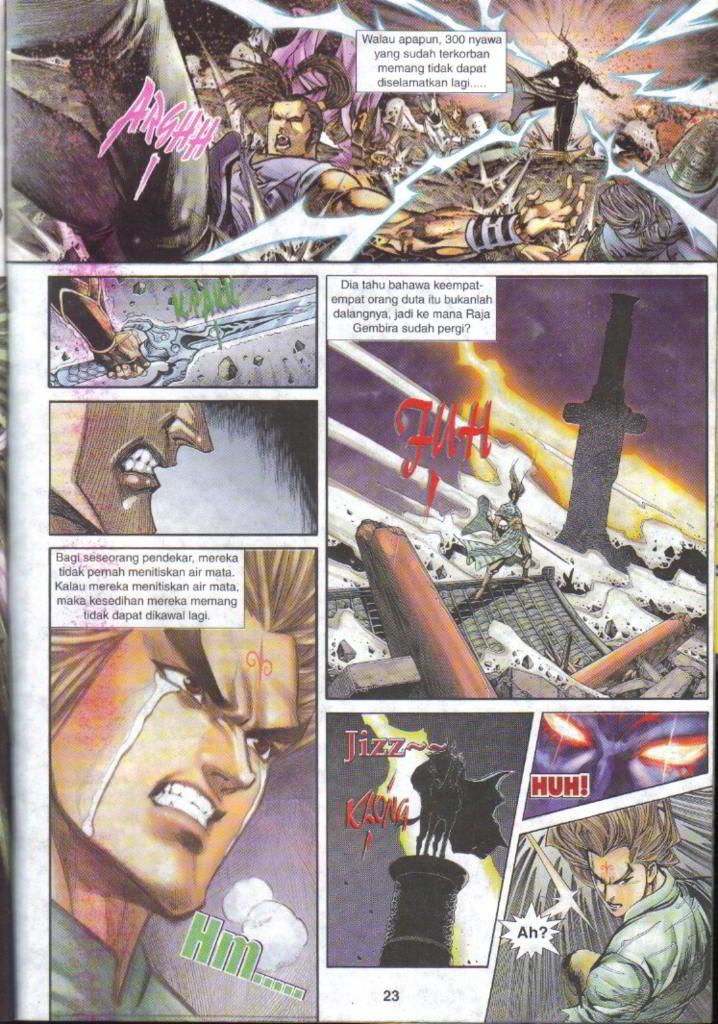 Walau apapun, 300 nyawa
yang sudah terkorban
memang tidak dapat
diselamatkan lagi.....
ARGHH
!
KRAKK
Dia tahu bahawa keempat-
empat orang duta itu bukanlah
dalangnya, jadi ke mana Raja
Gembira sudah pergi?
FUH
!
Bagi seseorang pendekar, mereka
tidak pernah menitiskan air mata.
Kalau mereka menitiskan air mata,
maka kesedihan mereka memang
tidak dapat dikawal lagi.
Hm.....
Jizz~~
KLONG
!
HUH!
Ah?
23